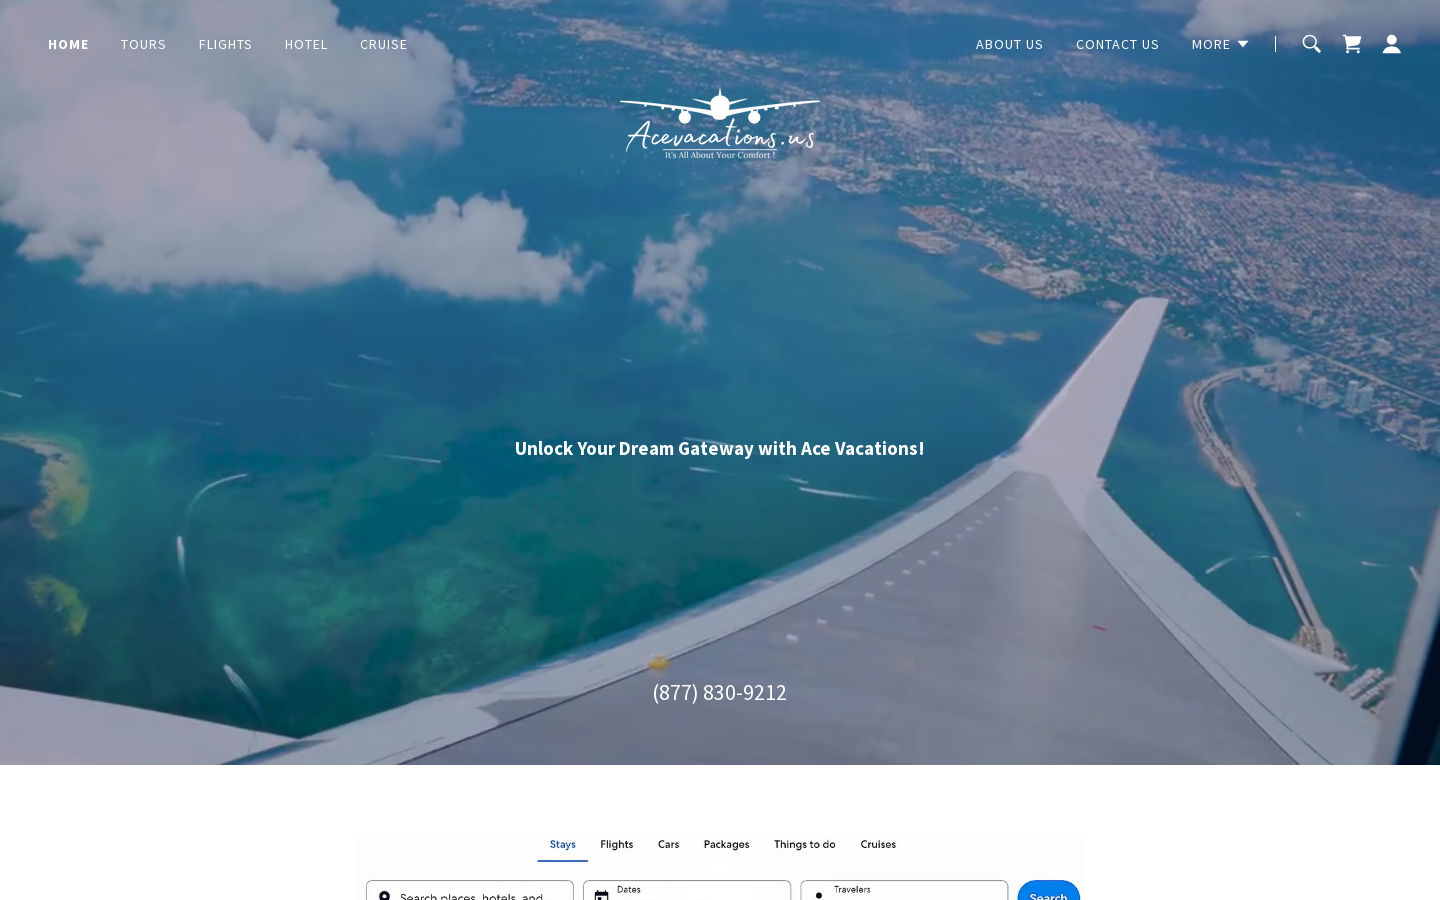 HOME TOURS FLIGHTS HOTEL CRUISE ABOUT US CONTACT US MORE
Acevacations.us
It's All About Your Comfort !
Unlock Your Dream Gateway with Ace Vacations!
(877) 830-9212
Stays Flights Cars Packages Things to do Cruises
Dates Travelers
Search places, hotels, and Search